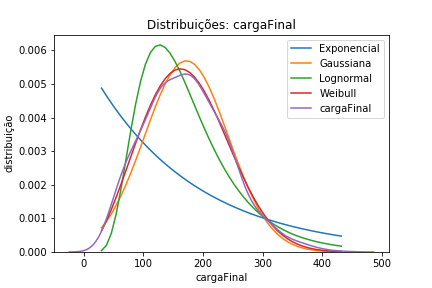 Distribuições: cargaFinal
Exponencial
Gaussiana
Lognormal
Weibull
cargaFinal
distribuição
0.006
0.005
0.004
0.003
0.002
0.001
0.000
0 100 200 300 400 500
cargaFinal